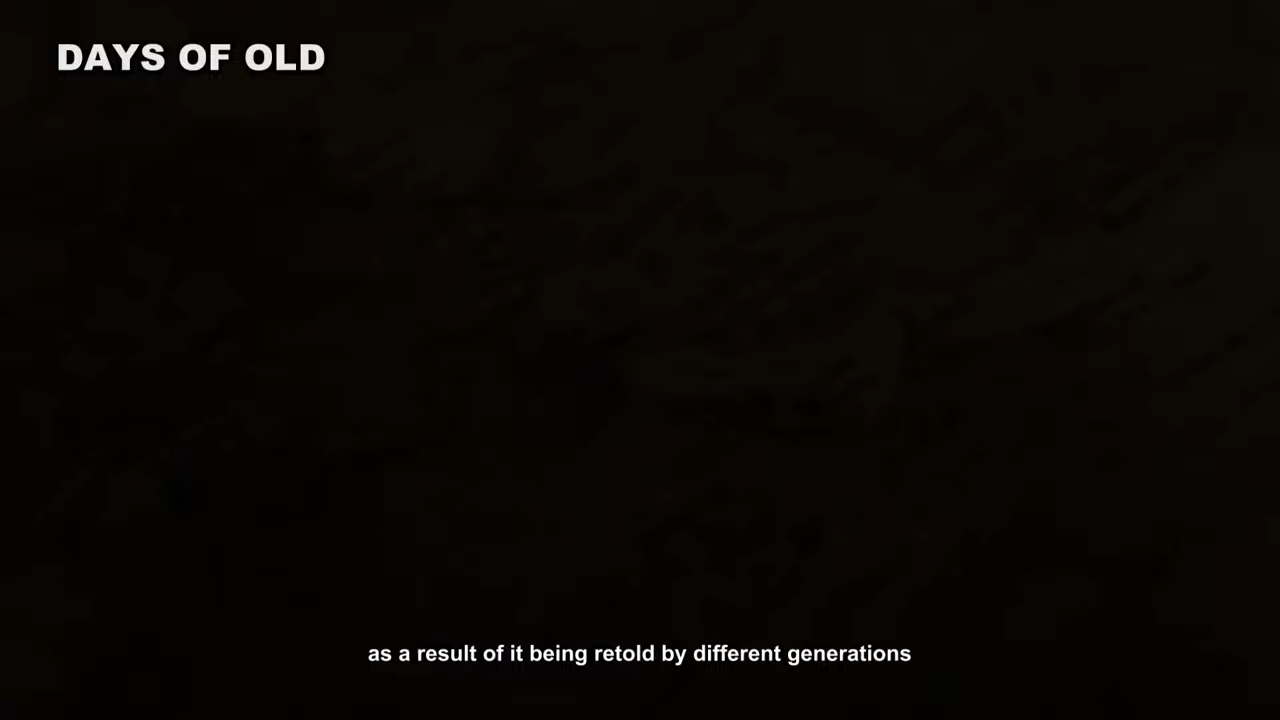 DAYS OF OLD
as a result of it being retold by different generations